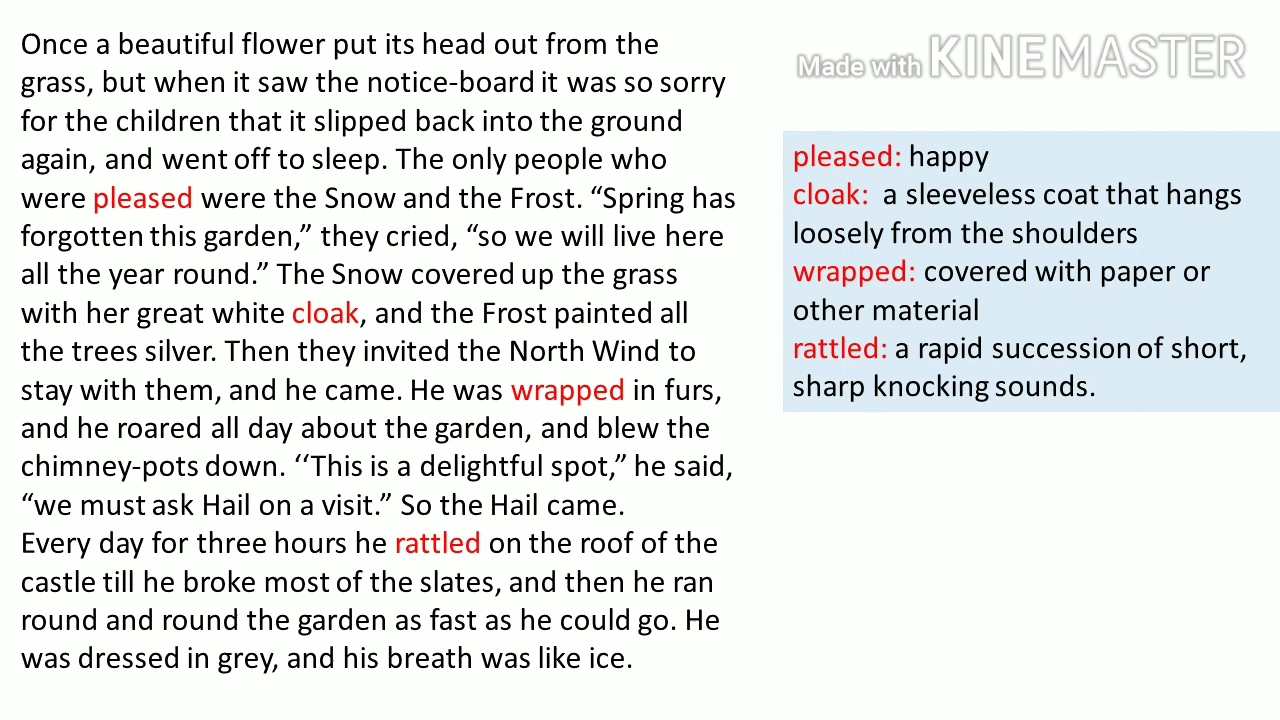 Once a beautiful flower put its head out from the
grass, but when it saw the notice-board it was so sorry
for the children that it slipped back into the ground
again, and went off to sleep. The only people who
were pleased were the Snow and the Frost. “Spring has
forgotten this garden,” they cried, “so we will live here
all the year round.” The Snow covered up the grass
with her great white cloak, and the Frost painted all
the trees silver. Then they invited the North Wind to
stay with them, and he came. He was wrapped in furs,
and he roared all day about the garden, and blew the
chimney-pots down. ‘‘This is a delightful spot,” he said,
“we must ask Hail on a visit.” So the Hail came.
Every day for three hours he rattled on the roof of the
castle till he broke most of the slates, and then he ran
round and round the garden as fast as he could go. He
was dressed in grey, and his breath was like ice.
Made with KINEMASTER
pleased: happy
cloak: a sleeveless coat that hangs
loosely from the shoulders
wrapped: covered with paper or
other material
rattled: a rapid succession of short,
sharp knocking sounds.